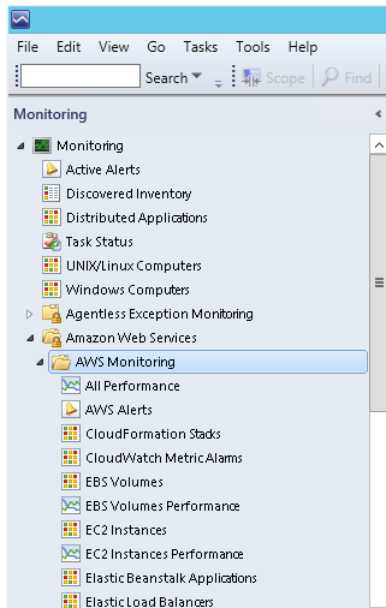 File Edit View Go Tasks Tools Help
Search Scope Find
Monitoring
Monitoring
Active Alerts
Discovered Inventory
Distributed Applications
Task Status
UNIX/Linux Computers
Windows Computers
Agentless Exception Monitoring
Amazon Web Services
AWS Monitoring
All Performance
AWS Alerts
CloudFormation Stacks
CloudWatch Metric Alarms
EBS Volumes
EBS Volumes Performance
EC2 Instances
EC2 Instances Performance
Elastic Beanstalk Applications
Elastic Load Balancers